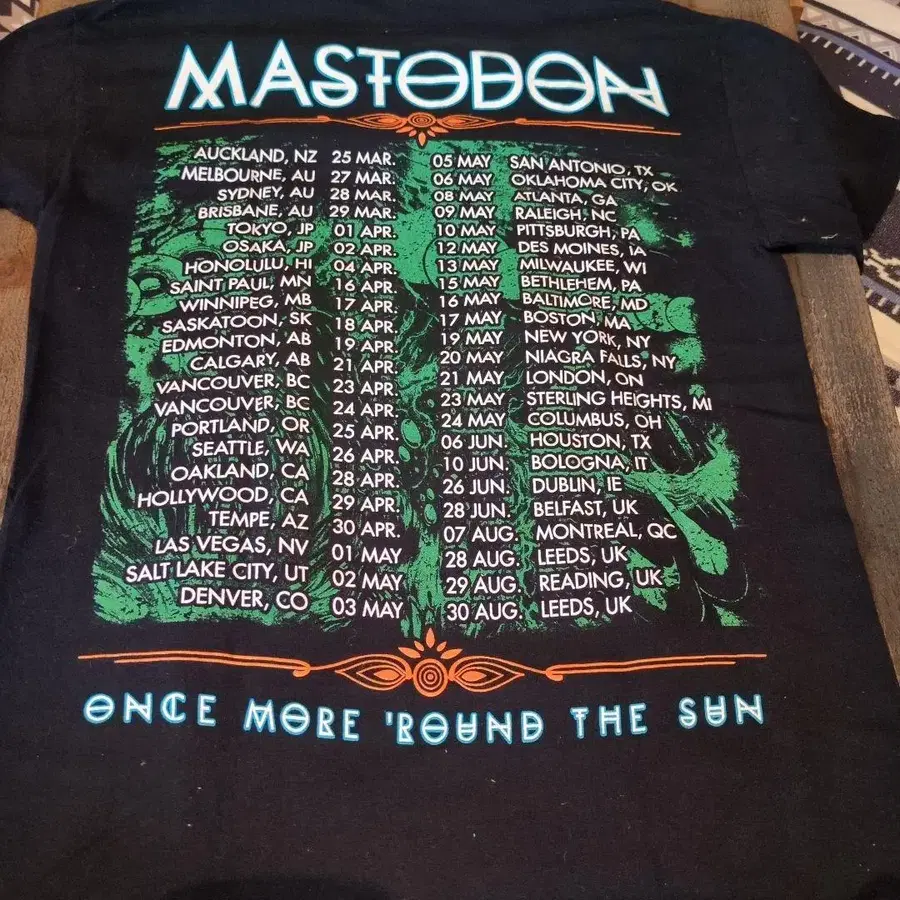 MASTODON
AUCKLAND, NZ 25 MAR.
MELBOURNE, AU 27 MAR.
SYDNEY, AU 28 MAR.
BRISBANE, AU 29 MAR.
TOKYO, JP 01 APR.
OSAKA, JP 02 APR.
HONOLULU, HI 04 APR.
SAINT PAUL, MN 16 APR.
WINNIPEG, MB 17 APR.
SASKATOON, SK 18 APR.
EDMONTON, AB 19 APR.
CALGARY, AB 21 APR.
VANCOUVER, BC 23 APR.
VANCOUVER, BC 24 APR.
PORTLAND, OR 25 APR.
SEATTLE, WA 26 APR.
OAKLAND, CA 28 APR.
HOLLYWOOD, CA 29 APR.
TEMPE, AZ 30 APR.
LAS VEGAS, NV 01 MAY
SALT LAKE CITY, UT 02 MAY
DENVER, CO 03 MAY
05 MAY SAN ANTONIO, TX
06 MAY OKLAHOMA CITY, OK
08 MAY ATLANTA, GA
09 MAY RALEIGH, NC
10 MAY PITTSBURGH, PA
12 MAY DES MOINES, IA
13 MAY MILWAUKEE, WI
15 MAY BETHLEHEM, PA
16 MAY BALTIMORE, MD
17 MAY BOSTON, MA
19 MAY NEW YORK, NY
20 MAY NIAGRA FALLS, NY
21 MAY LONDON, ON
23 MAY STERLING HEIGHTS, MI
24 MAY COLUMBUS, OH
06 JUN. HOUSTON, TX
10 JUN. BOLOGNA, IT
26 JUN. DUBLIN, IE
28 JUN. BELFAST, UK
07 AUG. MONTREAL, QC
28 AUG. LEEDS, UK
29 AUG. READING, UK
30 AUG. LEEDS, UK
ONCE MORE 'ROUND THE SUN